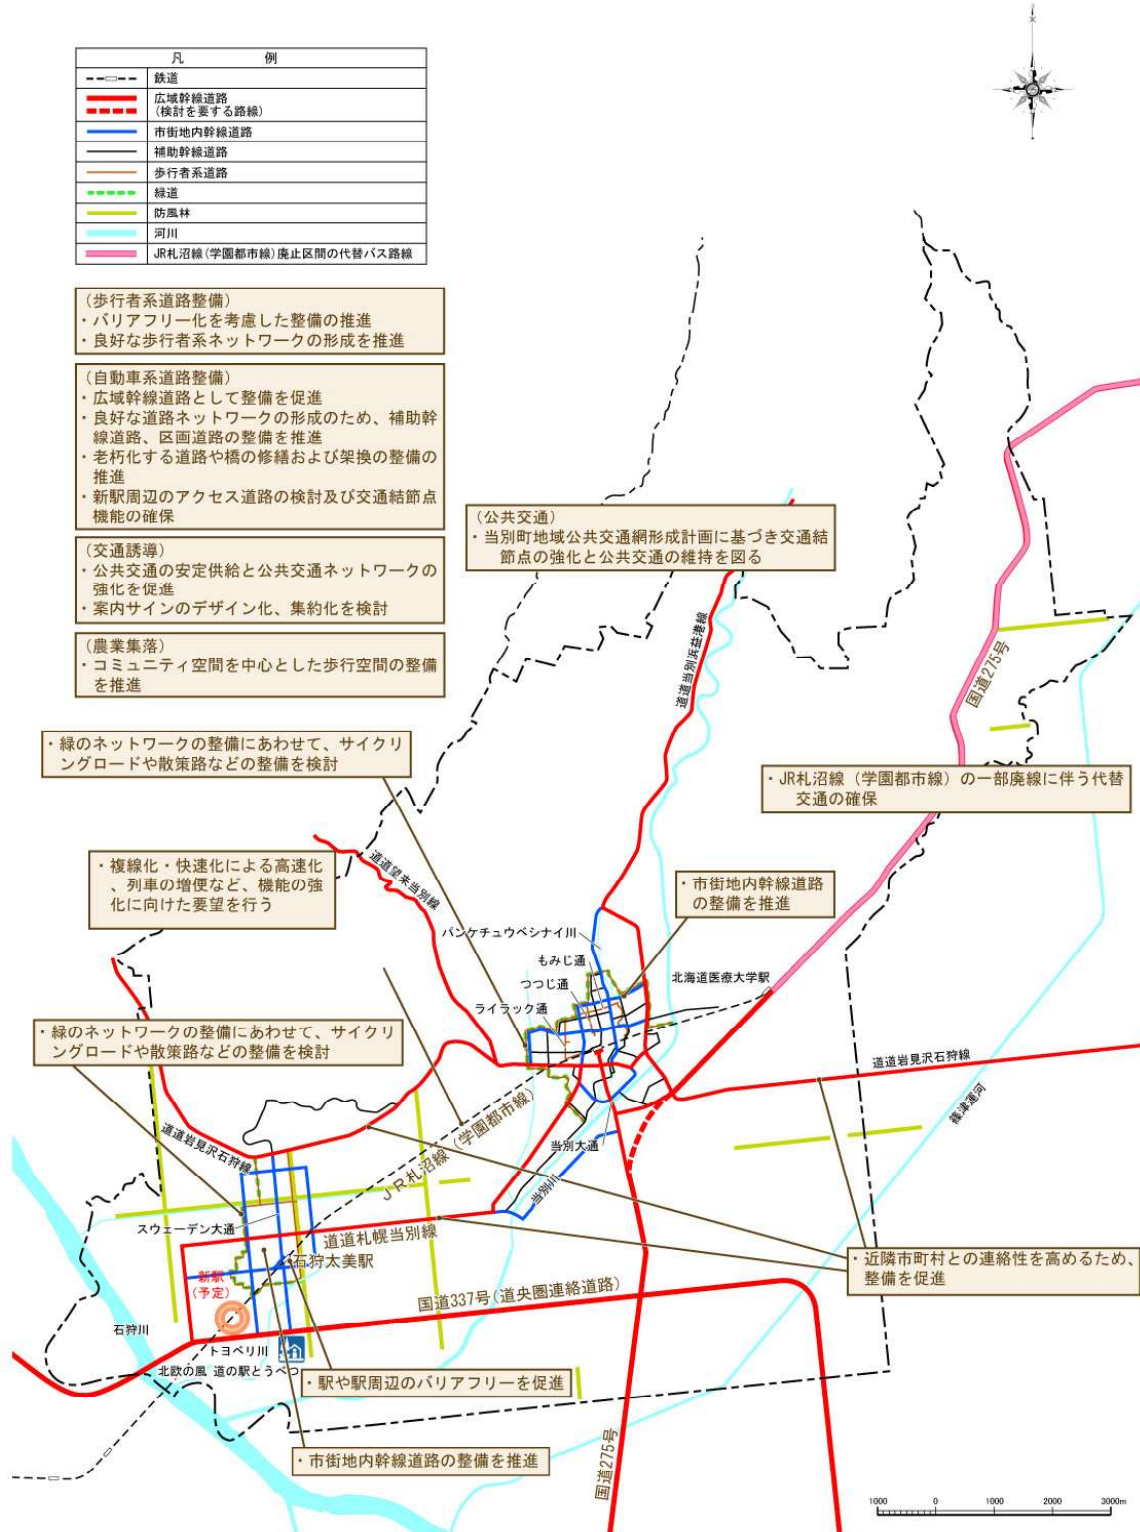 凡　例
鉄道
広域幹線道路
(検討を要する路線)
市街地内幹線道路
補助幹線道路
歩行者系道路
緑道
防風林
河川
JR札沼線(学園都市線)廃止区間の代替バス路線
（歩行者系道路整備）
・バリアフリー化を考慮した整備の推進
・良好な歩行者系ネットワークの形成を推進
（自動車系道路整備）
・広域幹線道路として整備を促進
・良好な道路ネットワークの形成のため、補助幹
線道路、区画道路の整備を推進
・老朽化する道路や橋の修繕および架換の整備の
推進
・新駅周辺のアクセス道路の検討及び交通結節点
機能の確保
（交通誘導）
・公共交通の安定供給と公共交通ネットワークの
強化を促進
・案内サインのデザイン化、集約化を検討
（農業集落）
・コミュニティ空間を中心とした歩行空間の整備
を推進
（公共交通）
・当別町地域公共交通網形成計画に基づき交通結
節点の強化と公共交通の維持を図る
道道当別浜益港線
国道275号
・緑のネットワークの整備にあわせて、サイクリ
ングロードや散策路などの整備を検討
・JR札沼線（学園都市線）の一部廃線に伴う代替
交通の確保
・複線化・快速化による高速化
、列車の増便など、機能の強
化に向けた要望を行う
道道望来当別線
・市街地内幹線道路
の整備を推進
パンケチュウベシナイ川
もみじ通
つつじ通
ライラック通
北海道医療大学駅
・緑のネットワークの整備にあわせて、サイクリ
ングロードや散策路などの整備を検討
道道岩見沢石狩線
篠津運河
道道岩見沢石狩線
JR札沼線（学園都市線）
当別大通
当別川
スウェーデン大通
道道札幌当別線
石狩太美駅
新駅
（予定）
国道337号（道央圏連絡道路）
・近隣市町村との連絡性を高めるため、
整備を促進
石狩川
トヨベリ川
北欧の風 道の駅とうべつ
・駅や駅周辺のバリアフリーを促進
・市街地内幹線道路の整備を推進
国道275号
1000 0 1000 2000 3000m